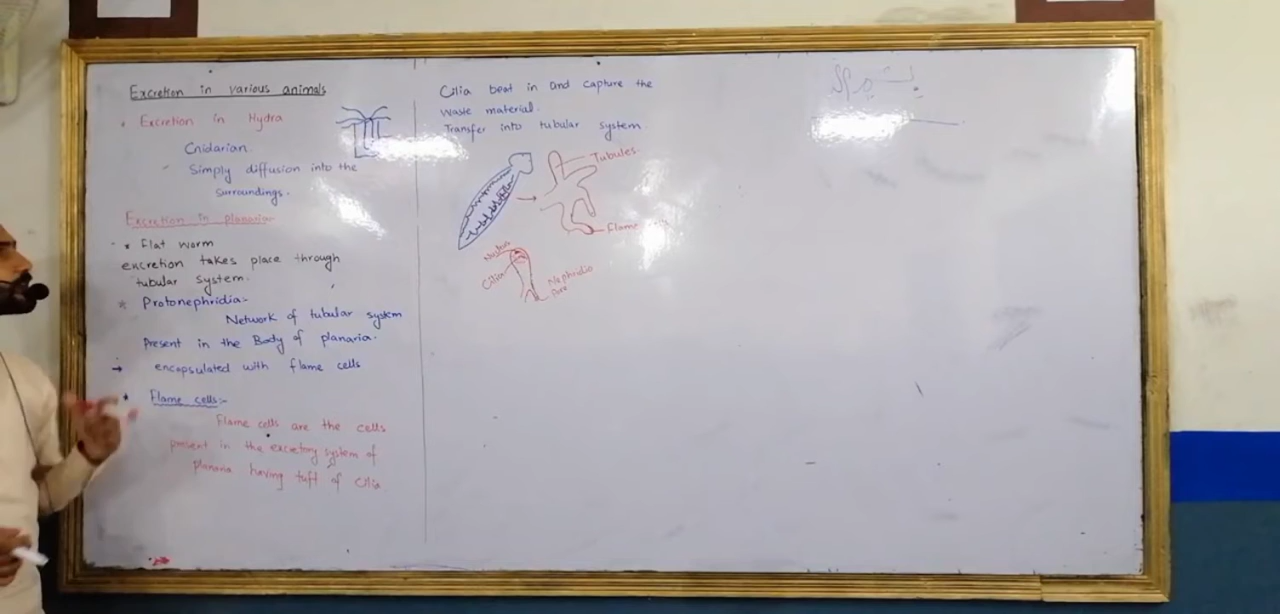 Excretion in various animals
Excretion in Hydra
Cnidarian.
Simply diffusion into the
surroundings.
Excretion in planaria:-
* Flat worm
excretion takes place through
tubular system.
* Protonephridia:-
Network of tubular system
Present in the Body of planaria.
→ encapsulated with flame cells
* Flame cells:-
Flame cells are the cells
present in the excretory system of
planaria having tuft of cilia
Cilia beat in and capture the
waste material.
Transfer into tubular system
Tubules
Flame
Cilia
Nephridio
Pore